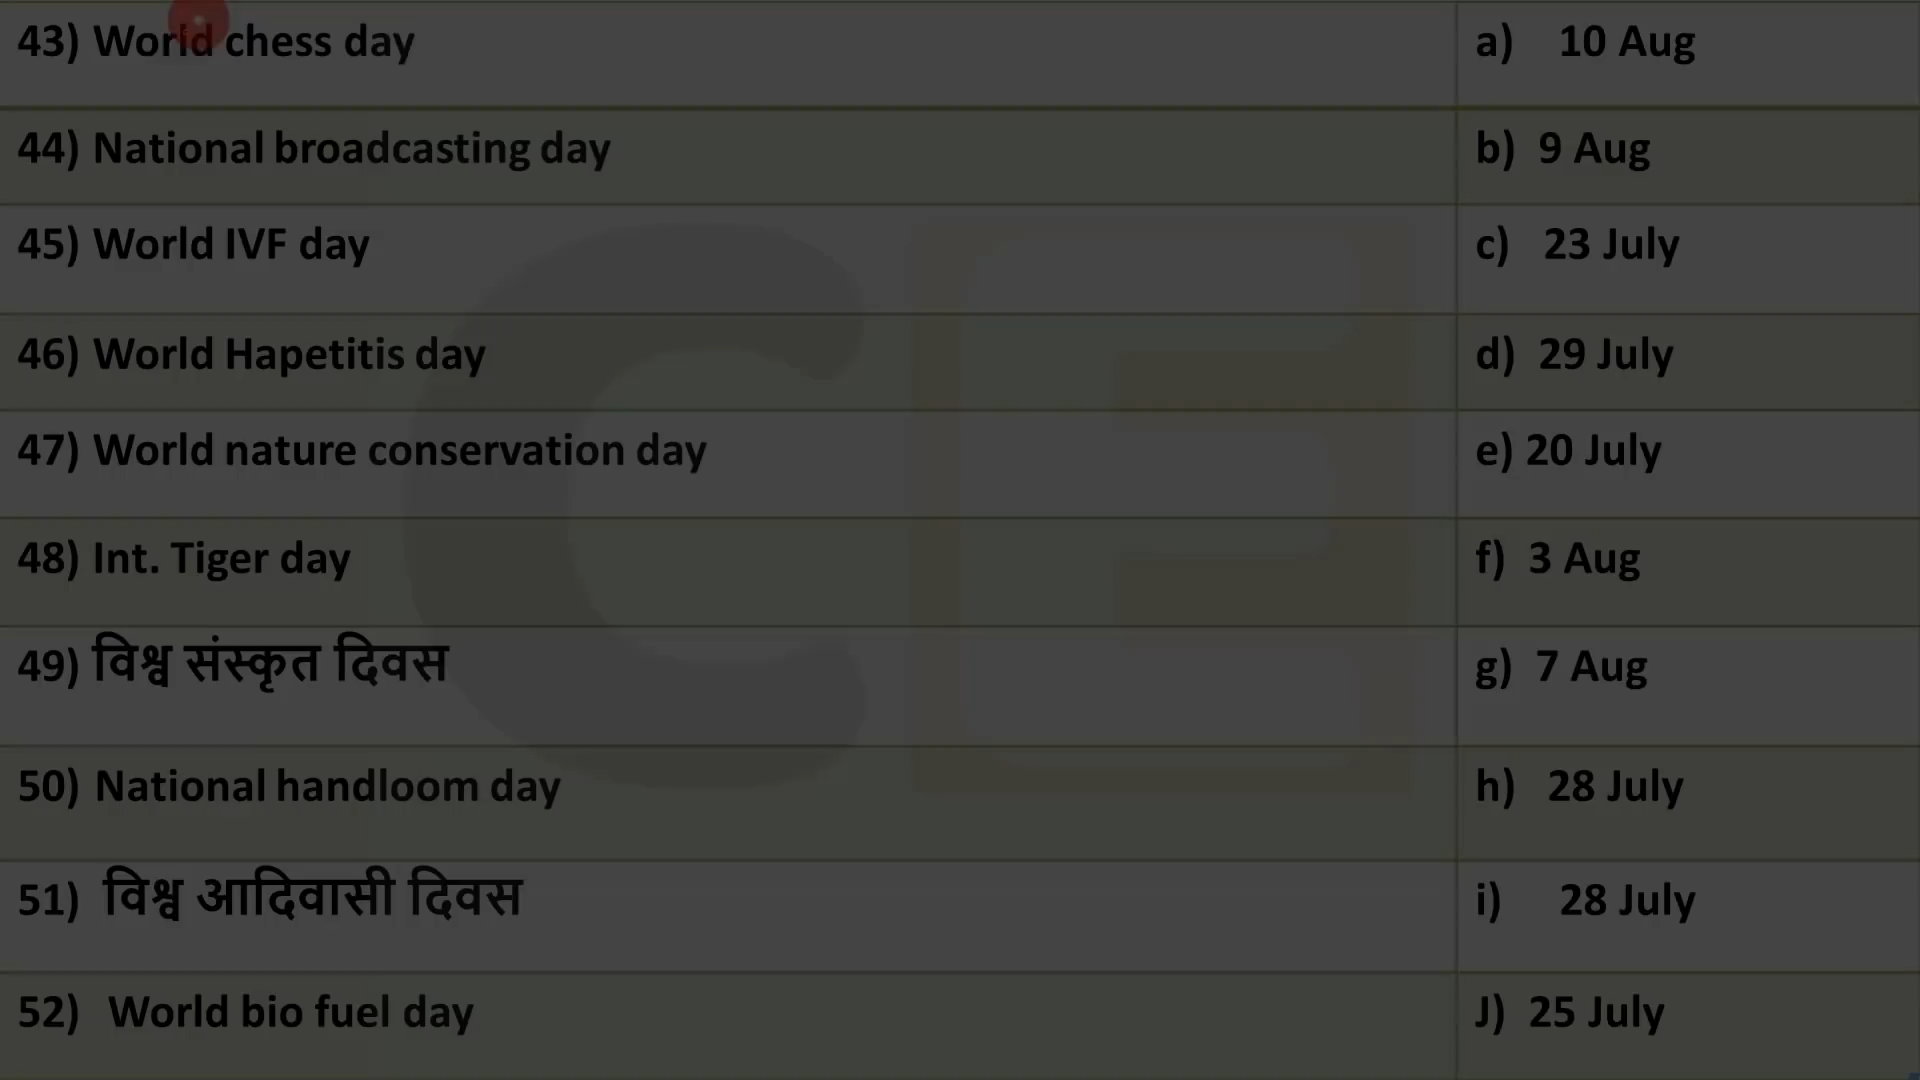 43) World chess day a) 10 Aug
44) National broadcasting day b) 9 Aug
45) World IVF day c) 23 July
46) World Hapetitis day d) 29 July
47) World nature conservation day e) 20 July
48) Int. Tiger day f) 3 Aug
49) विश्व संस्कृत दिवस g) 7 Aug
50) National handloom day h) 28 July
51) विश्व आदिवासी दिवस i) 28 July
52) World bio fuel day J) 25 July